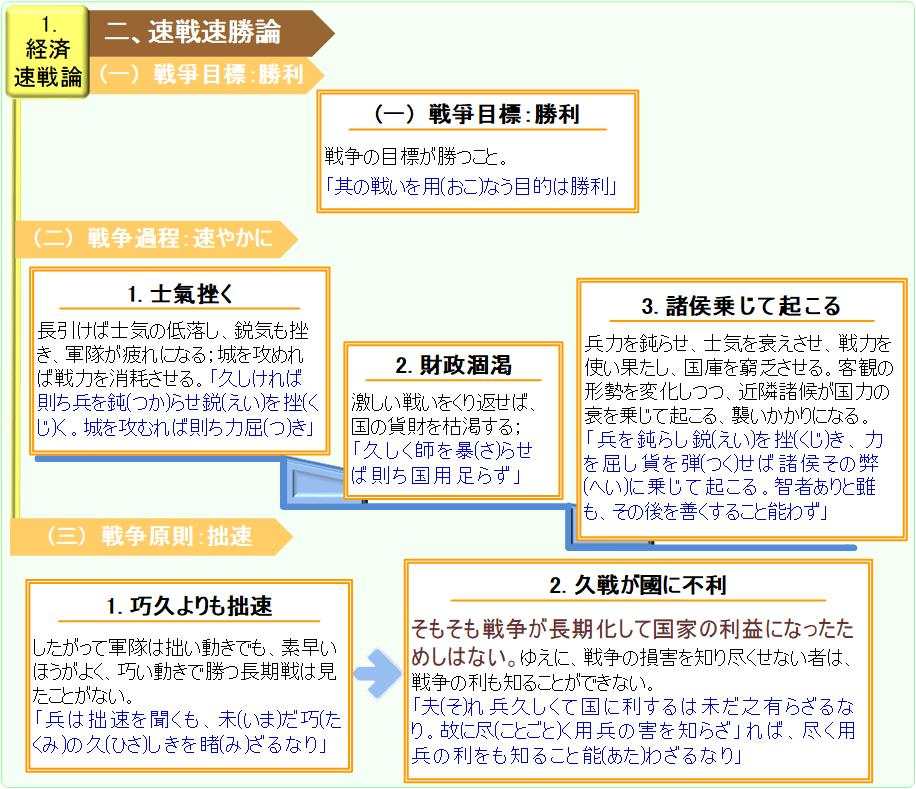 1.
経済
速戦論
二、速戦速勝論
（一）戦爭目標：勝利
（一）戦爭目標：勝利
戦争の目標が勝つこと。
「其の戦いを用(おこ)なう目的は勝利」
（二）戦争過程：速やかに
1. 士氣挫く
長引けば士気の低落し、鋭気も挫
き、軍隊が疲れになる；城を攻めれ
ば戦力を消耗させる。「久しければ
則ち兵を鈍(つか)らせ鋭(えい)を挫(く
じ)く。城を攻むれば則ち力屈(つ)き」
2. 財政涸渇
激しい戦いをくり返せば、
国の貨財を枯渇する；
「久しく師を暴(さ)らせ
ば則ち国用足らず」
3. 諸侯乗じて起こる
兵力を鈍らせ、士気を衰えさせ、戦力を
使い果たし、国庫を窮乏させる。客観の
形勢を変化しつつ、近隣諸候が国力の
衰を乗じて起こる、襲いかかりになる。
「兵を鈍らし鋭(えい)を挫(くじ)き、力
を屈し貨を弾(つく)せば諸侯その弊
(へい)に乗じて起こる。智者ありと雖
も、その後を善くすること能わず」
（三）戦争原則：拙速
1. 巧久よりも拙速
したがって軍隊は拙い動きでも、素早い
ほうがよく、巧い動きで勝つ長期戦は見
たことがない。
「兵は拙速を聞くも、未(いま)だ巧(た
くみ)の久(ひさ)しきを睹(み)ざるなり」
2. 久戦が國に不利
そもそも戦争が長期化して国家の利益になったた
めしはない。ゆえに、戦争の損害を知り尽くせない者は、
戦争の利も知ることができない。
「夫(そ)れ兵久しくて国に利するは未だ之有らざるな
り。故に尽(ことごと)く用兵の害を知らざ」れば、尽く用
兵の利をも知ること能(あた)わざるなり」